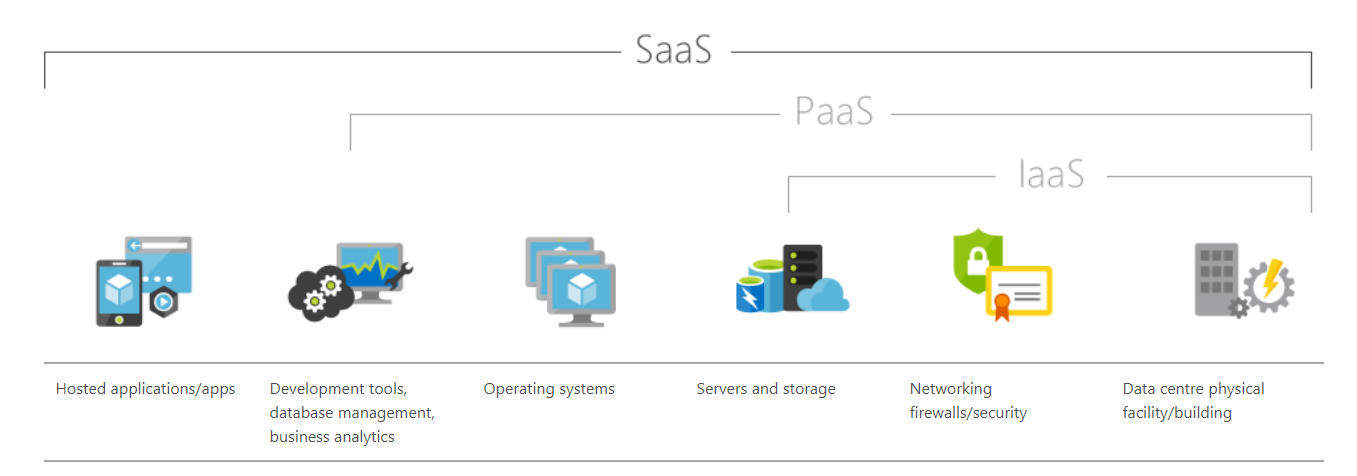 SaaS
PaaS
IaaS
Hosted applications/apps
Development tools,
database management,
business analytics
Operating systems
Servers and storage
Networking
firewalls/security
Data centre physical
facility/building